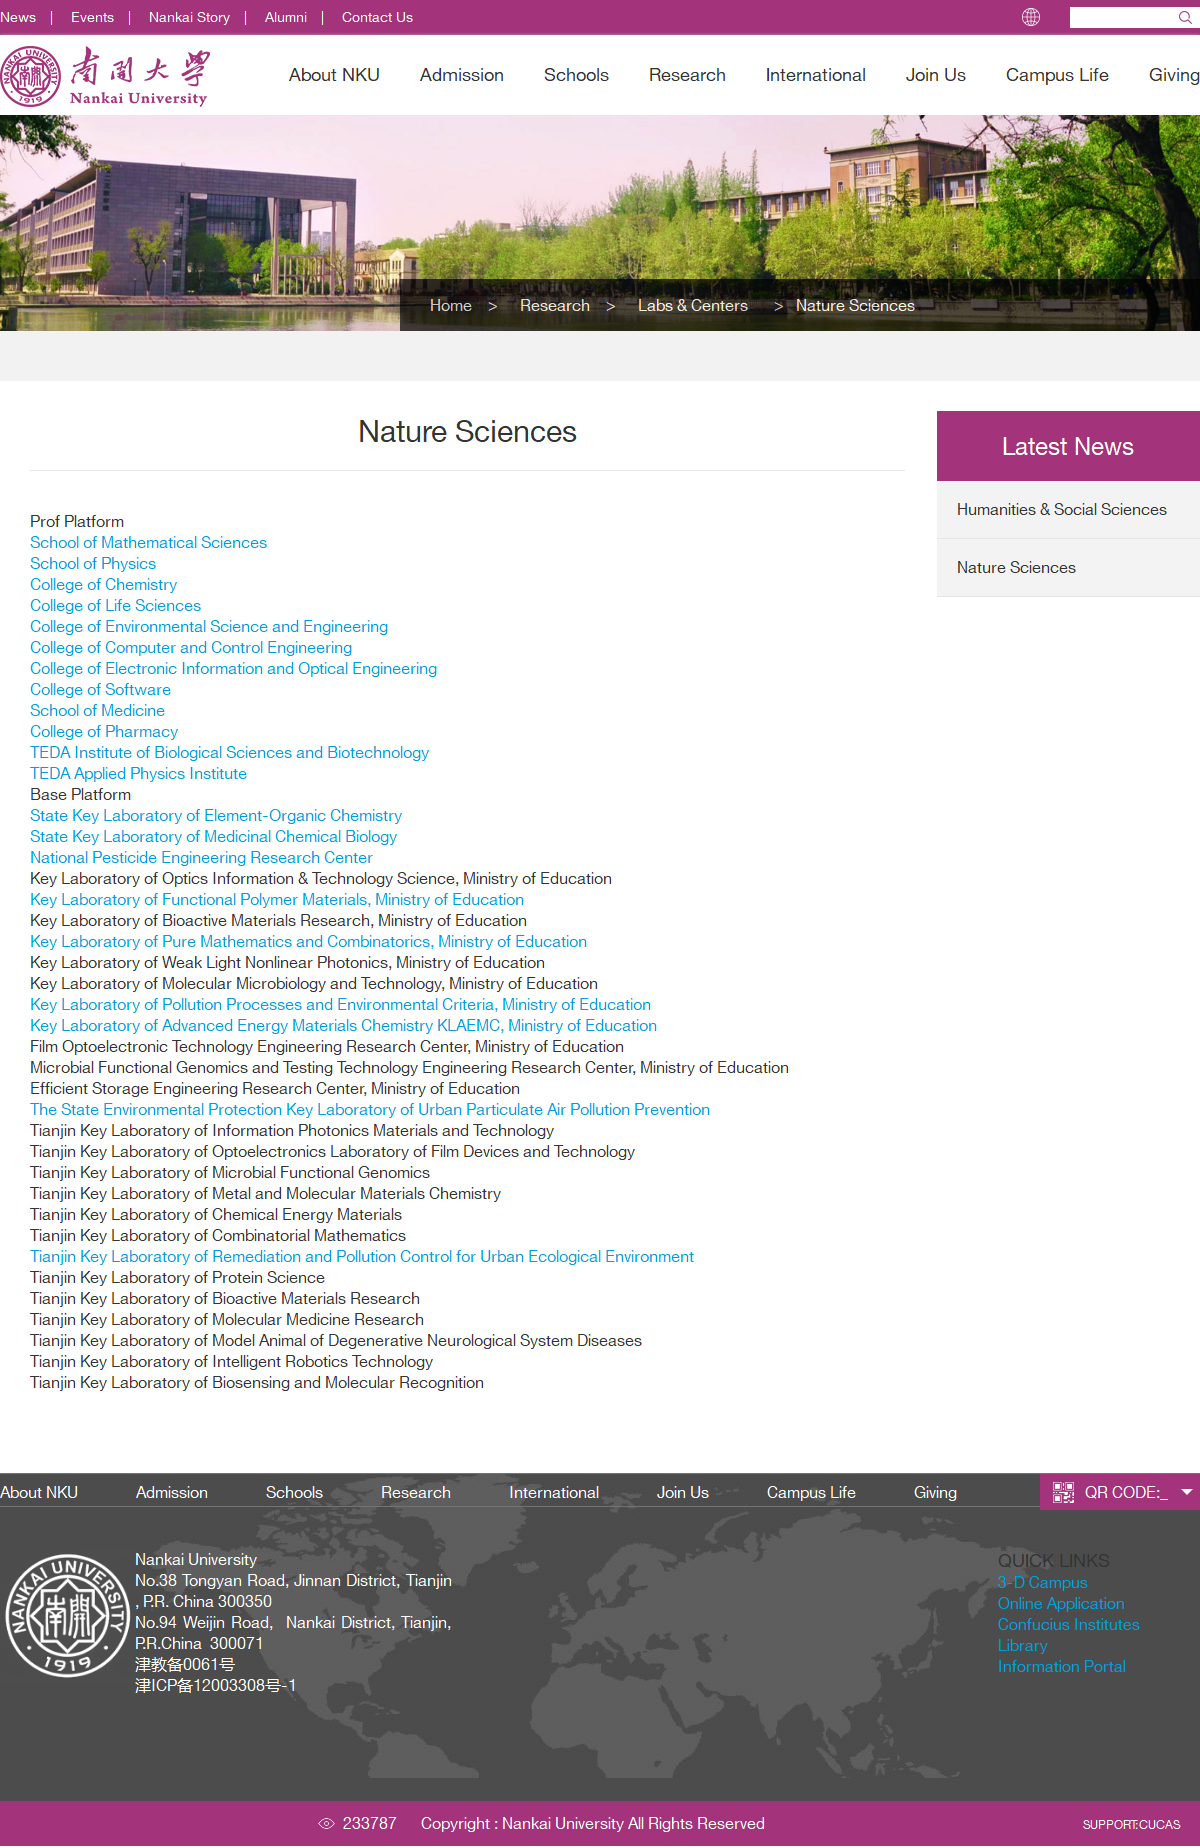 News | Events | Nankai Story | Alumni | Contact Us
NANKAI UNIVERSITY
1919
南開大學
Nankai University
About NKU Admission Schools Research International Join Us Campus Life Giving
Home > Research > Labs & Centers > Nature Sciences
Nature Sciences
Prof Platform
School of Mathematical Sciences
School of Physics
College of Chemistry
College of Life Sciences
College of Environmental Science and Engineering
College of Computer and Control Engineering
College of Electronic Information and Optical Engineering
College of Software
School of Medicine
College of Pharmacy
TEDA Institute of Biological Sciences and Biotechnology
TEDA Applied Physics Institute
Base Platform
State Key Laboratory of Element-Organic Chemistry
State Key Laboratory of Medicinal Chemical Biology
National Pesticide Engineering Research Center
Key Laboratory of Optics Information & Technology Science, Ministry of Education
Key Laboratory of Functional Polymer Materials, Ministry of Education
Key Laboratory of Bioactive Materials Research, Ministry of Education
Key Laboratory of Pure Mathematics and Combinatorics, Ministry of Education
Key Laboratory of Weak Light Nonlinear Photonics, Ministry of Education
Key Laboratory of Molecular Microbiology and Technology, Ministry of Education
Key Laboratory of Pollution Processes and Environmental Criteria, Ministry of Education
Key Laboratory of Advanced Energy Materials Chemistry KLAEMC, Ministry of Education
Film Optoelectronic Technology Engineering Research Center, Ministry of Education
Microbial Functional Genomics and Testing Technology Engineering Research Center, Ministry of Education
Efficient Storage Engineering Research Center, Ministry of Education
The State Environmental Protection Key Laboratory of Urban Particulate Air Pollution Prevention
Tianjin Key Laboratory of Information Photonics Materials and Technology
Tianjin Key Laboratory of Optoelectronics Laboratory of Film Devices and Technology
Tianjin Key Laboratory of Microbial Functional Genomics
Tianjin Key Laboratory of Metal and Molecular Materials Chemistry
Tianjin Key Laboratory of Chemical Energy Materials
Tianjin Key Laboratory of Combinatorial Mathematics
Tianjin Key Laboratory of Remediation and Pollution Control for Urban Ecological Environment
Tianjin Key Laboratory of Protein Science
Tianjin Key Laboratory of Bioactive Materials Research
Tianjin Key Laboratory of Molecular Medicine Research
Tianjin Key Laboratory of Model Animal of Degenerative Neurological System Diseases
Tianjin Key Laboratory of Intelligent Robotics Technology
Tianjin Key Laboratory of Biosensing and Molecular Recognition
Latest News
Humanities & Social Sciences
Nature Sciences
About NKU Admission Schools Research International Join Us Campus Life Giving QR CODE:_
NANKAI UNIVERSITY
南開
1919
Nankai University
No.38 Tongyan Road, Jinnan District, Tianjin
, P.R. China 300350
No.94 Weijin Road, Nankai District, Tianjin,
P.R.China 300071
津教备0061号
津ICP备12003308号-1
QUICK LINKS
3-D Campus
Online Application
Confucius Institutes
Library
Information Portal
233787 Copyright : Nankai University All Rights Reserved
SUPPORT:CUCAS